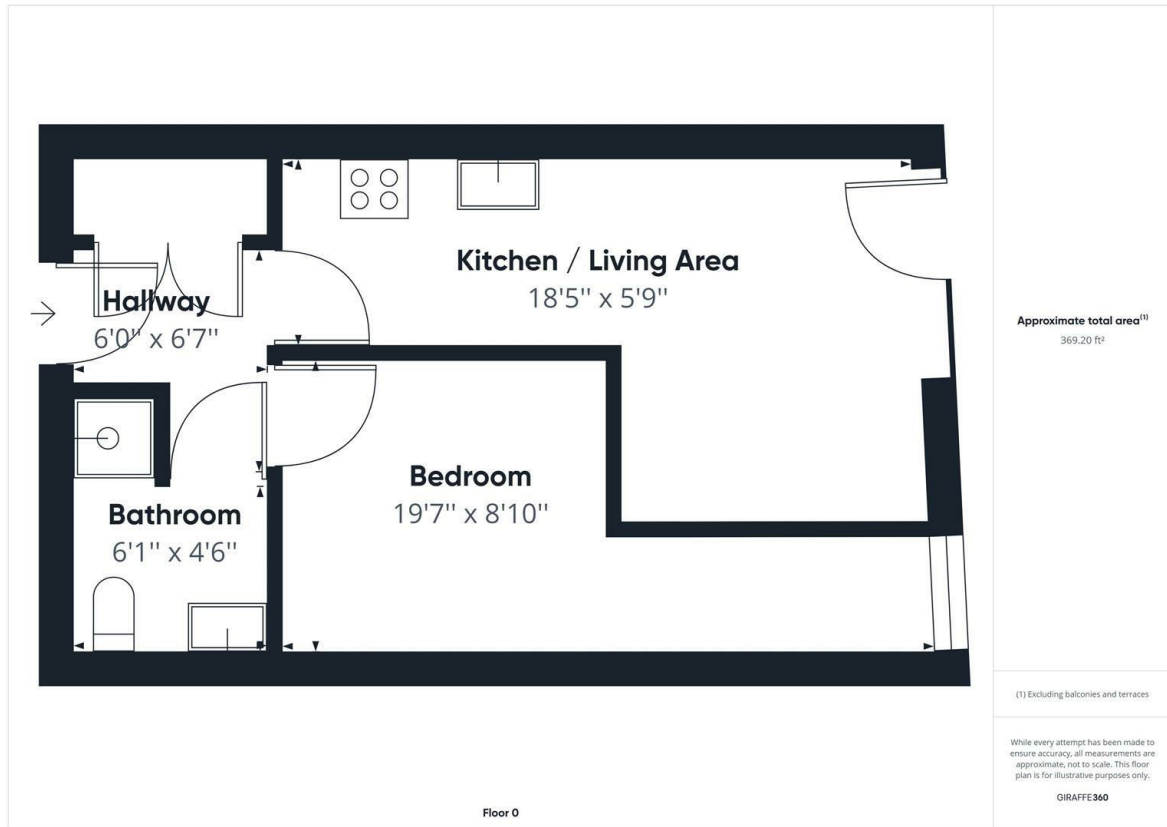 Kitchen / Living Area
18'5'' x 5'9''
Hallway
6'0'' x 6'7''
Bedroom
19'7'' x 8'10''
Bathroom
6'1'' x 4'6''
Floor 0
Approximate total area(1)
369.20 ft²
(1) Excluding balconies and terraces
While every attempt has been made to
ensure accuracy, all measurements are
approximate, not to scale. This floor
plan is for illustrative purposes only.
GIRAFFE360